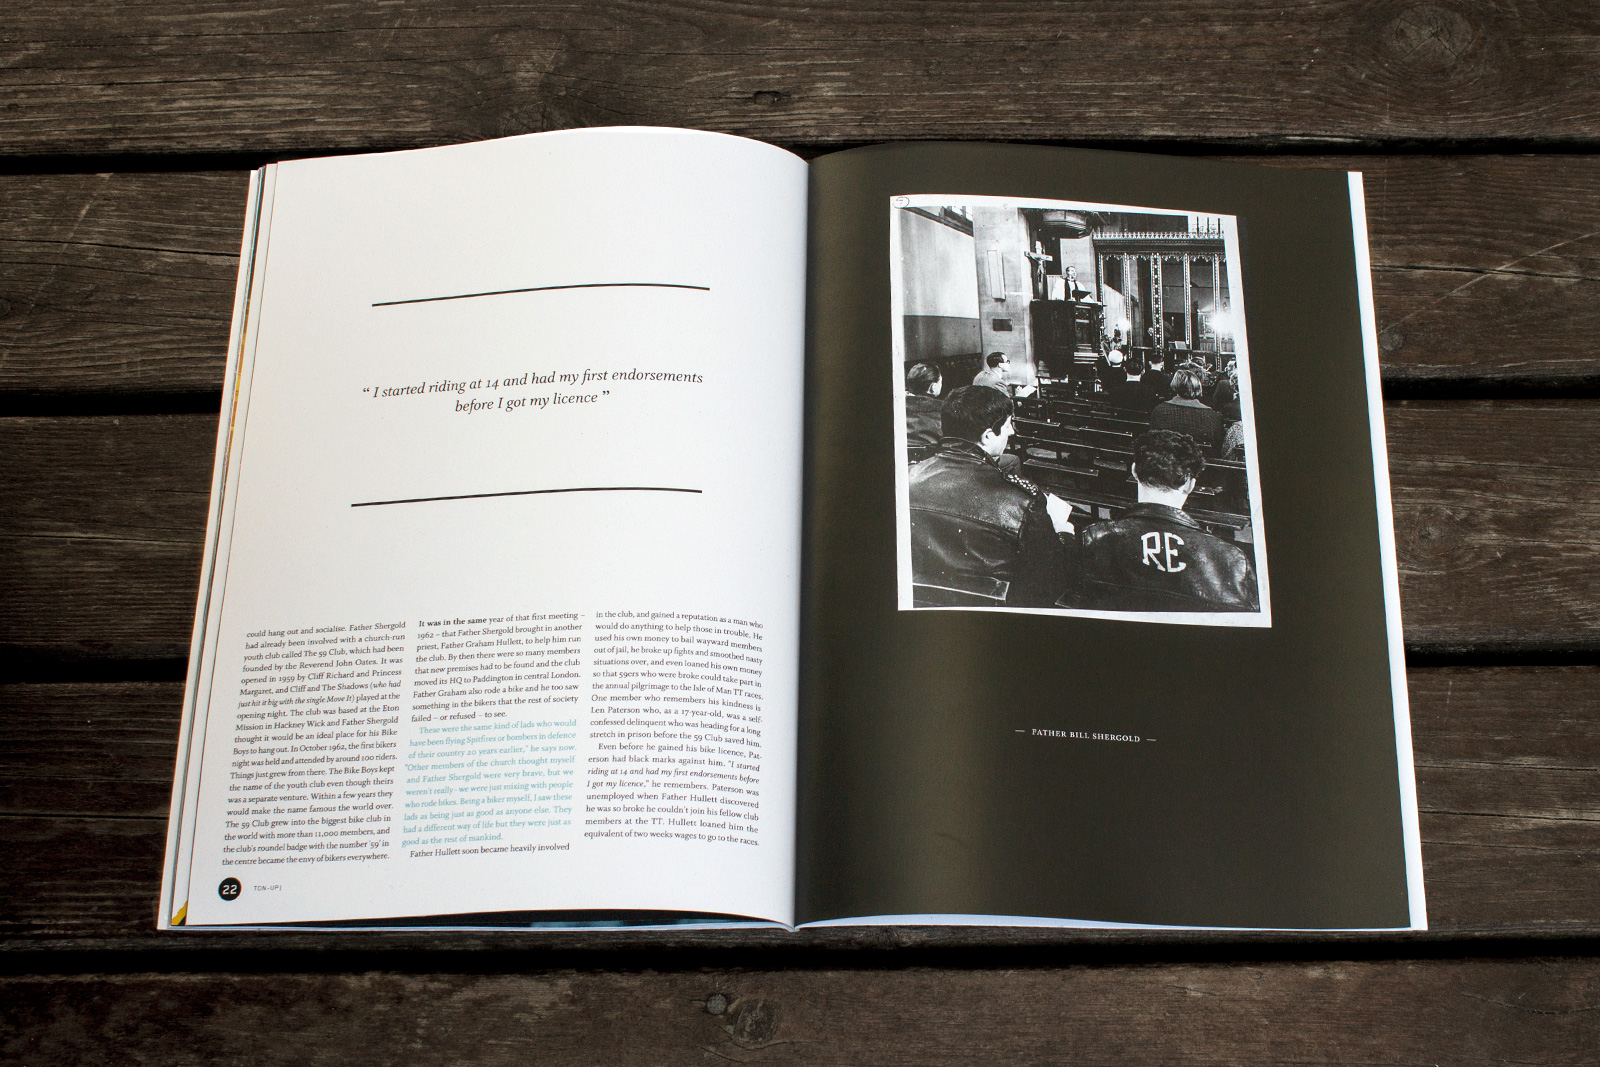 “ I started riding at 14 and had my first endorsements
before I got my licence ”
could hang out and socialise. Father Shergold
had already been involved with a church-run
youth club called The 59 Club, which had been
founded by the Reverend John Oates. It was
opened in 1959 by Cliff Richard and Princess
Margaret, and Cliff and The Shadows (who had
just hit it big with the single Move It) played at the
opening night. The club was based at the Eton
Mission in Hackney Wick and Father Shergold
thought it would be an ideal place for his Bike
Boys to hang out. In October 1962, the first bikers
night was held and attended by around 100 riders.
Things just grew from there. The Bike Boys kept
the name of the youth club even though theirs
was a separate venture. Within a few years they
would make the name famous the world over.
The 59 Club grew into the biggest bike club in
the world with more than 11,000 members, and
the club's roundel badge with the number '59' in
the centre became the envy of bikers everywhere.
It was in the same year of that first meeting –
1962 – that Father Shergold brought in another
priest, Father Graham Hullett, to help him run
the club. By then there were so many members
that new premises had to be found and the club
moved its HQ to Paddington in central London.
Father Graham also rode a bike and he too saw
something in the bikers that the rest of society
failed – or refused – to see.
These were the same kind of lads who would
have been flying Spitfires or bombers in defence
of their country 20 years earlier," he says now.
"Other members of the church thought myself
and Father Shergold were very brave, but we
weren't really - we were just mixing with people
who rode bikes. Being a biker myself, I saw these
lads as being just as good as anyone else. They
had a different way of life but they were just as
good as the rest of mankind.
Father Hullett soon became heavily involved
in the club, and gained a reputation as a man who
would do anything to help those in trouble. He
used his own money to bail wayward members
out of jail, he broke up fights and smoothed nasty
situations over, and even loaned his own money
so that 59ers who were broke could take part in
the annual pilgrimage to the Isle of Man TT races.
One member who remembers his kindness is
Len Paterson who, as a 17-year-old, was a self-
confessed delinquent who was heading for a long
stretch in prison before the 59 Club saved him.
Even before he gained his bike licence, Pat-
erson had black marks against him. "I started
riding at 14 and had my first endorsements before
I got my licence," he remembers. Paterson was
unemployed when Father Hullett discovered
he was so broke he couldn't join his fellow club
members at the TT. Hullett loaned him the
equivalent of two weeks wages to go to the races.
22 TON-UP!
7
RE
— FATHER BILL SHERGOLD —